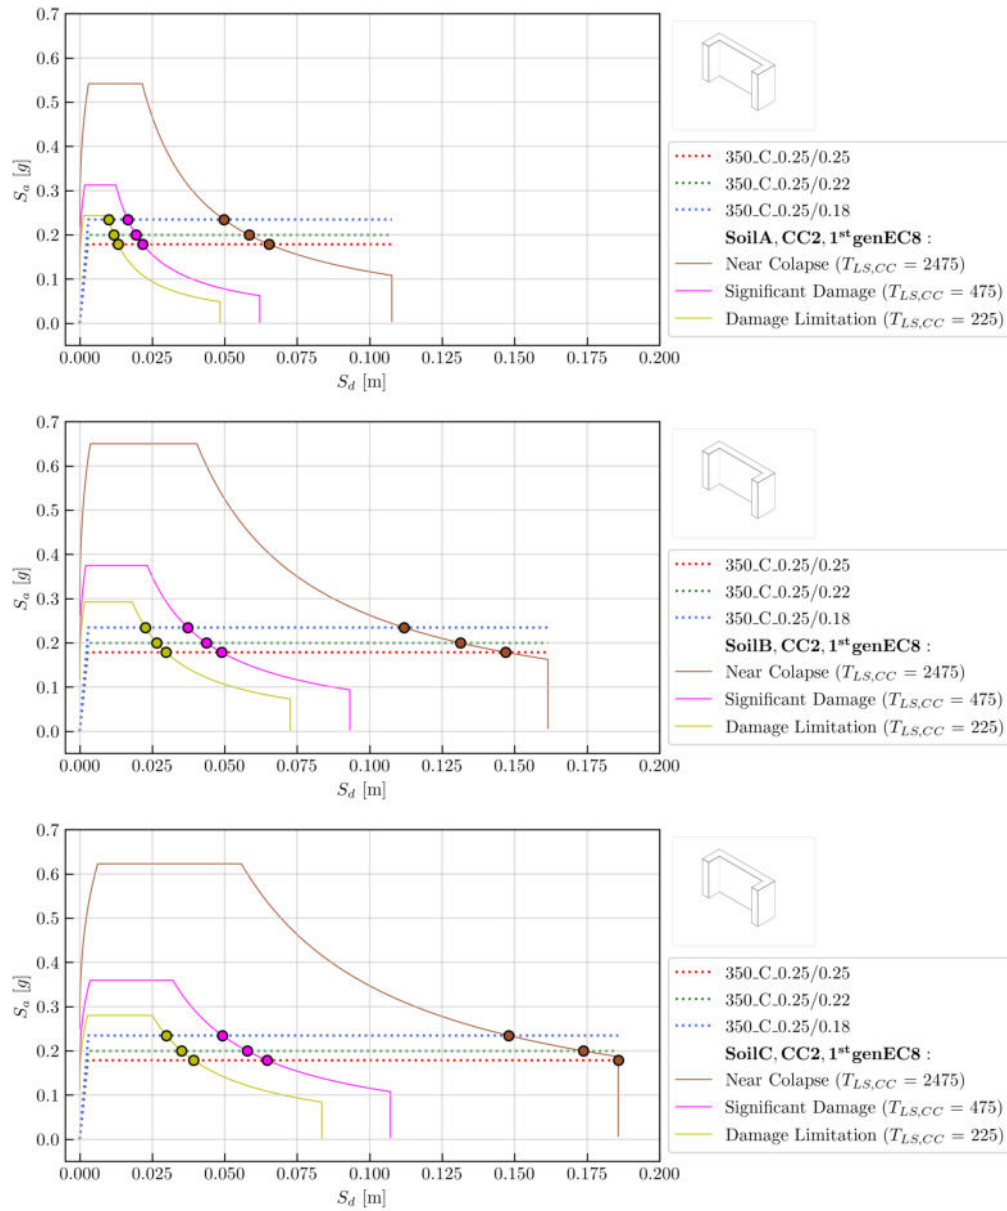 0.7
0.6
0.5
0.4
0.3
0.2
0.1
0.0
S_a [g]
0.000 0.025 0.050 0.075 0.100 0.125 0.150 0.175 0.200
S_d [m]
350_C_0.25/0.25
350_C_0.25/0.22
350_C_0.25/0.18
SoilA, CC2, 1^st genEC8 :
Near Colapse (T_LS,CC = 2475)
Significant Damage (T_LS,CC = 475)
Damage Limitation (T_LS,CC = 225)
0.7
0.6
0.5
0.4
0.3
0.2
0.1
0.0
S_a [g]
0.000 0.025 0.050 0.075 0.100 0.125 0.150 0.175 0.200
S_d [m]
350_C_0.25/0.25
350_C_0.25/0.22
350_C_0.25/0.18
SoilB, CC2, 1^st genEC8 :
Near Colapse (T_LS,CC = 2475)
Significant Damage (T_LS,CC = 475)
Damage Limitation (T_LS,CC = 225)
0.7
0.6
0.5
0.4
0.3
0.2
0.1
0.0
S_a [g]
0.000 0.025 0.050 0.075 0.100 0.125 0.150 0.175 0.200
S_d [m]
350_C_0.25/0.25
350_C_0.25/0.22
350_C_0.25/0.18
SoilC, CC2, 1^st genEC8 :
Near Colapse (T_LS,CC = 2475)
Significant Damage (T_LS,CC = 475)
Damage Limitation (T_LS,CC = 225)